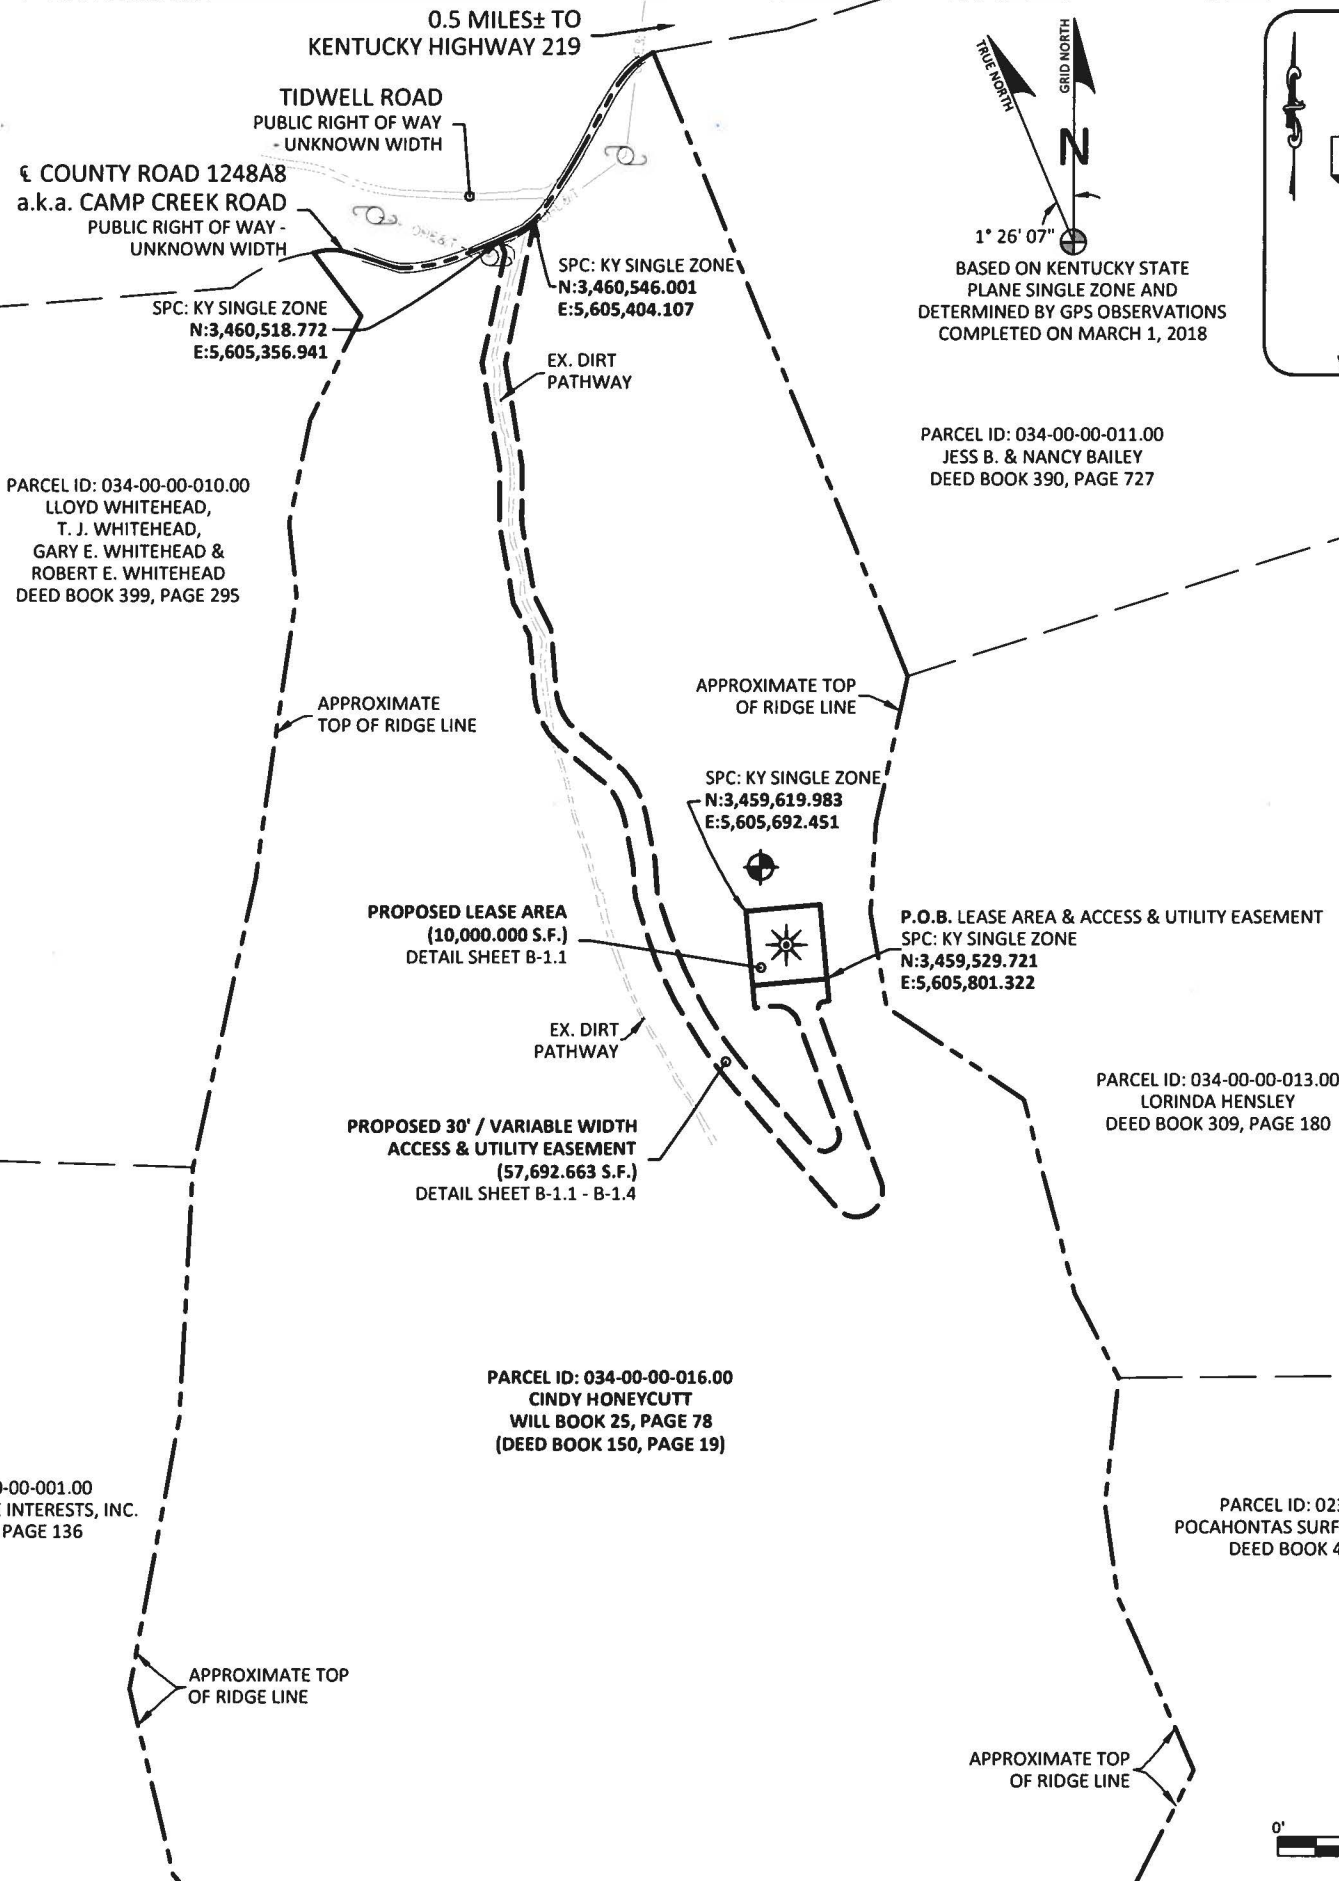 0.5 MILES± TO
KENTUCKY HIGHWAY 219
TIDWELL ROAD
PUBLIC RIGHT OF WAY
- UNKNOWN WIDTH
℄ COUNTY ROAD 1248A8
a.k.a. CAMP CREEK ROAD
PUBLIC RIGHT OF WAY -
UNKNOWN WIDTH
SPC: KY SINGLE ZONE
N:3,460,518.772
E:5,605,356.941
SPC: KY SINGLE ZONE
N:3,460,546.001
E:5,605,404.107
TRUE NORTH
GRID NORTH
N
1° 26' 07"
BASED ON KENTUCKY STATE
PLANE SINGLE ZONE AND
DETERMINED BY GPS OBSERVATIONS
COMPLETED ON MARCH 1, 2018
EX. DIRT
PATHWAY
PARCEL ID: 034-00-00-011.00
JESS B. & NANCY BAILEY
DEED BOOK 390, PAGE 727
PARCEL ID: 034-00-00-010.00
LLOYD WHITEHEAD,
T. J. WHITEHEAD,
GARY E. WHITEHEAD &
ROBERT E. WHITEHEAD
DEED BOOK 399, PAGE 295
APPROXIMATE
TOP OF RIDGE LINE
APPROXIMATE TOP
OF RIDGE LINE
SPC: KY SINGLE ZONE
N:3,459,619.983
E:5,605,692.451
PROPOSED LEASE AREA
(10,000.000 S.F.)
DETAIL SHEET B-1.1
P.O.B. LEASE AREA & ACCESS & UTILITY EASEMENT
SPC: KY SINGLE ZONE
N:3,459,529.721
E:5,605,801.322
EX. DIRT
PATHWAY
PARCEL ID: 034-00-00-013.00
LORINDA HENSLEY
DEED BOOK 309, PAGE 180
PROPOSED 30' / VARIABLE WIDTH
ACCESS & UTILITY EASEMENT
(57,692.663 S.F.)
DETAIL SHEET B-1.1 - B-1.4
PARCEL ID: 034-00-00-016.00
CINDY HONEYCUTT
WILL BOOK 25, PAGE 78
(DEED BOOK 150, PAGE 19)
-00-001.00
INTERESTS, INC.
PAGE 136
PARCEL ID: 023
POCAHONTAS SURF
DEED BOOK 4
APPROXIMATE TOP
OF RIDGE LINE
APPROXIMATE TOP
OF RIDGE LINE
0'